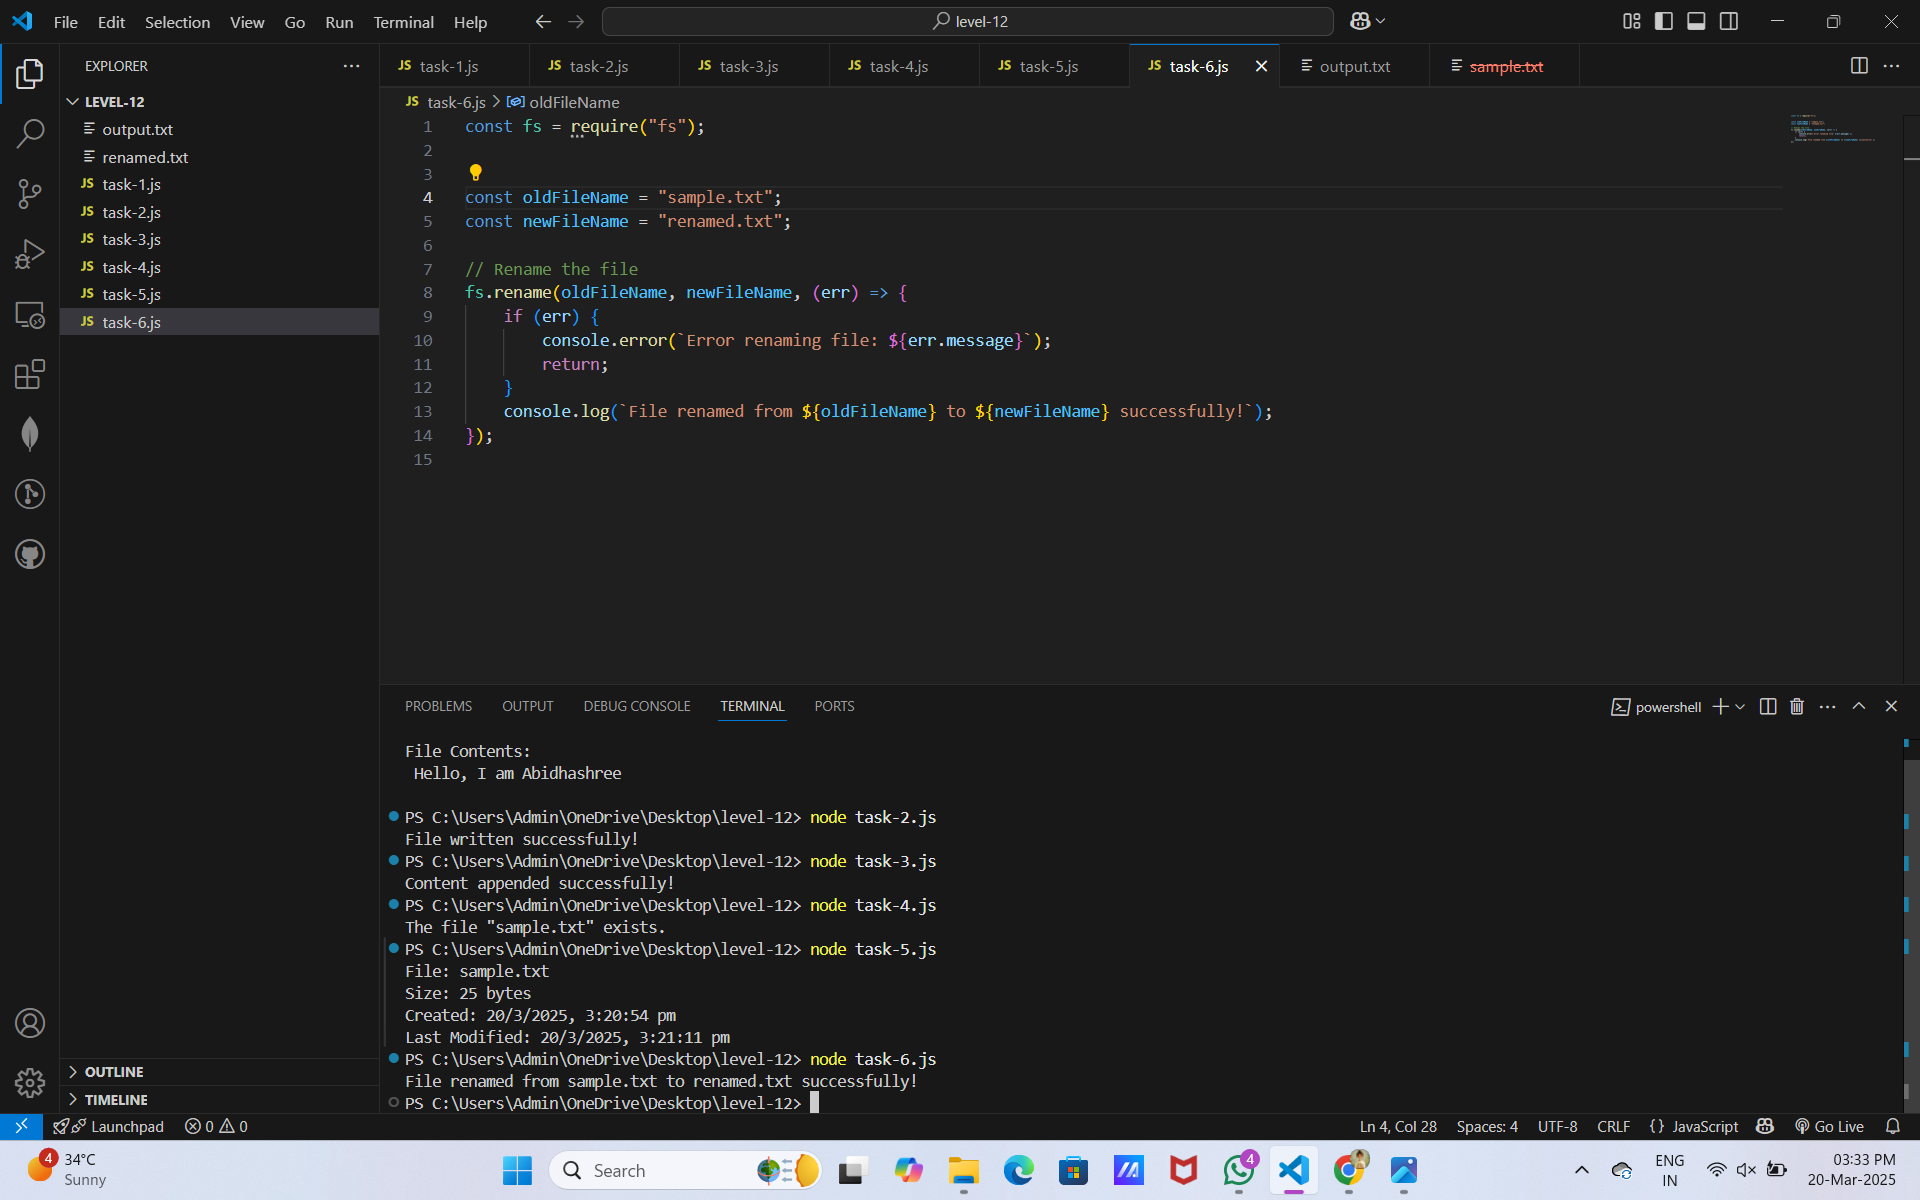 File Edit Selection View Go Run Terminal Help
level-12
EXPLORER
LEVEL-12
output.txt
renamed.txt
JS task-1.js
JS task-2.js
JS task-3.js
JS task-4.js
JS task-5.js
JS task-6.js
OUTLINE
TIMELINE
JS task-1.js JS task-2.js JS task-3.js JS task-4.js JS task-5.js JS task-6.js output.txt sample.txt
JS task-6.js > oldFileName
1 const fs = require("fs");
2
3
4 const oldFileName = "sample.txt";
5 const newFileName = "renamed.txt";
6
7 // Rename the file
8 fs.rename(oldFileName, newFileName, (err) => {
9 if (err) {
10 console.error(`Error renaming file: ${err.message}`);
11 return;
12 }
13 console.log(`File renamed from ${oldFileName} to ${newFileName} successfully!`);
14 });
15
PROBLEMS OUTPUT DEBUG CONSOLE TERMINAL PORTS
powershell
File Contents:
Hello, I am Abidhashree
PS C:\Users\Admin\OneDrive\Desktop\level-12> node task-2.js
File written successfully!
PS C:\Users\Admin\OneDrive\Desktop\level-12> node task-3.js
Content appended successfully!
PS C:\Users\Admin\OneDrive\Desktop\level-12> node task-4.js
The file "sample.txt" exists.
PS C:\Users\Admin\OneDrive\Desktop\level-12> node task-5.js
File: sample.txt
Size: 25 bytes
Created: 20/3/2025, 3:20:54 pm
Last Modified: 20/3/2025, 3:21:11 pm
PS C:\Users\Admin\OneDrive\Desktop\level-12> node task-6.js
File renamed from sample.txt to renamed.txt successfully!
PS C:\Users\Admin\OneDrive\Desktop\level-12>
Launchpad 0 0 Ln 4, Col 28 Spaces: 4 UTF-8 CRLF {} JavaScript Go Live
4
34°C
Sunny
Search
4
ENG
IN
03:33 PM
20-Mar-2025